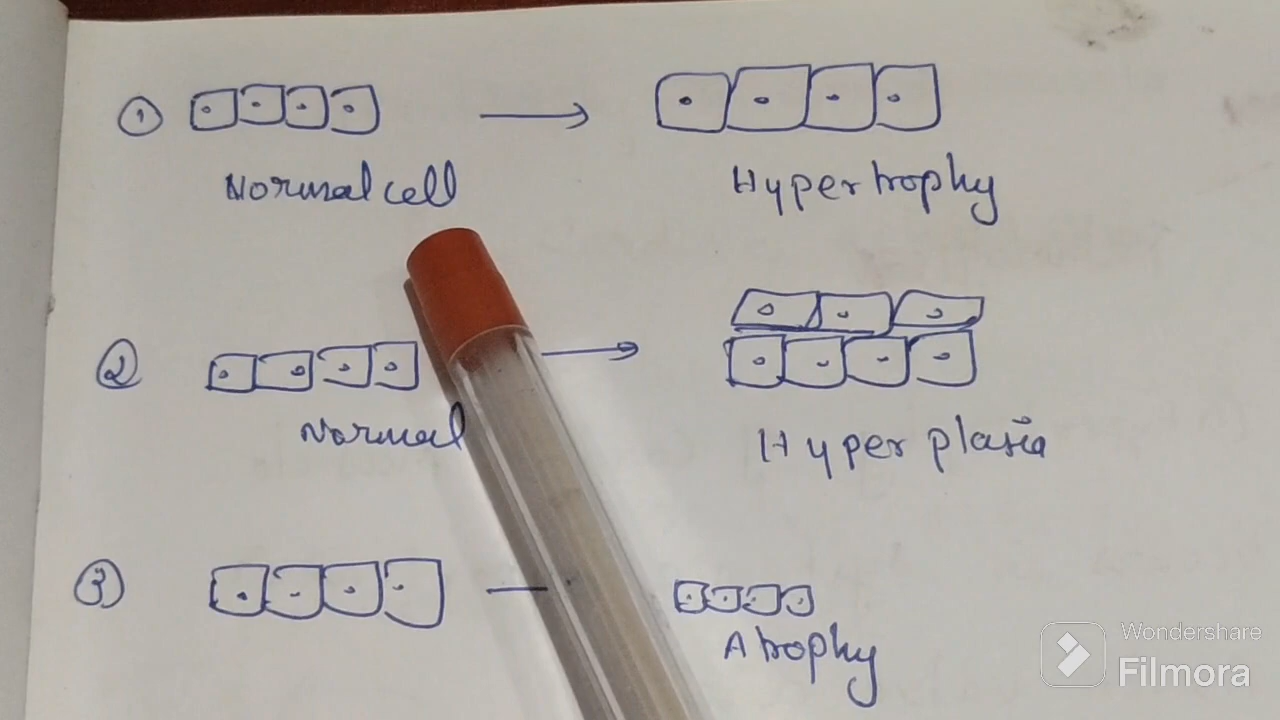 ① Normal cell → Hypertrophy
② Normal → Hyperplasia
③ Atrophy
Wondershare
Filmora